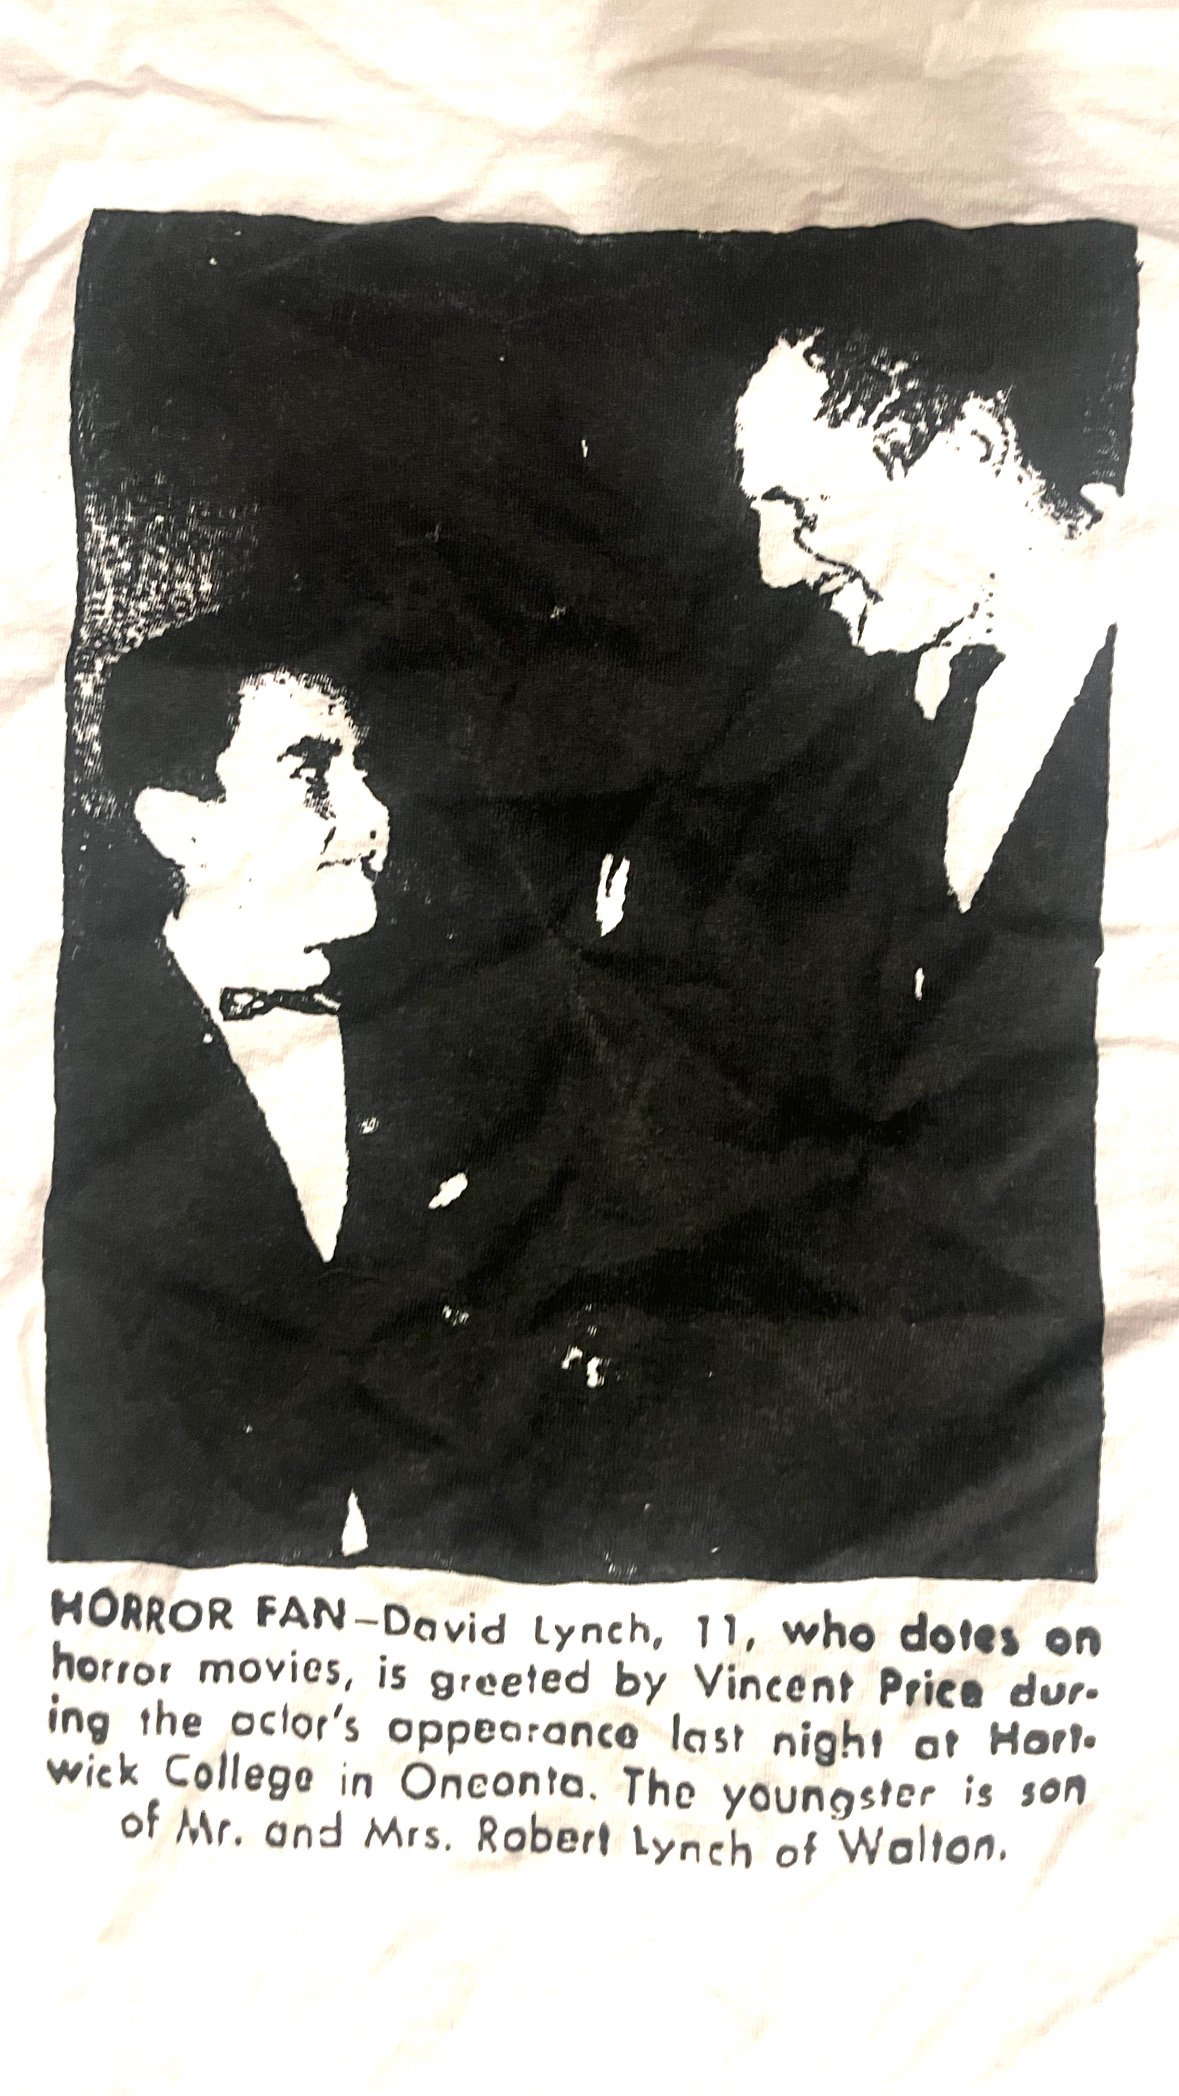 HORROR FAN—David Lynch, 11, who dotes on
horror movies, is greeted by Vincent Price dur-
ing the actor's appearance last night at Hart-
wick College in Oneonta. The youngster is son
of Mr. and Mrs. Robert Lynch of Walton.